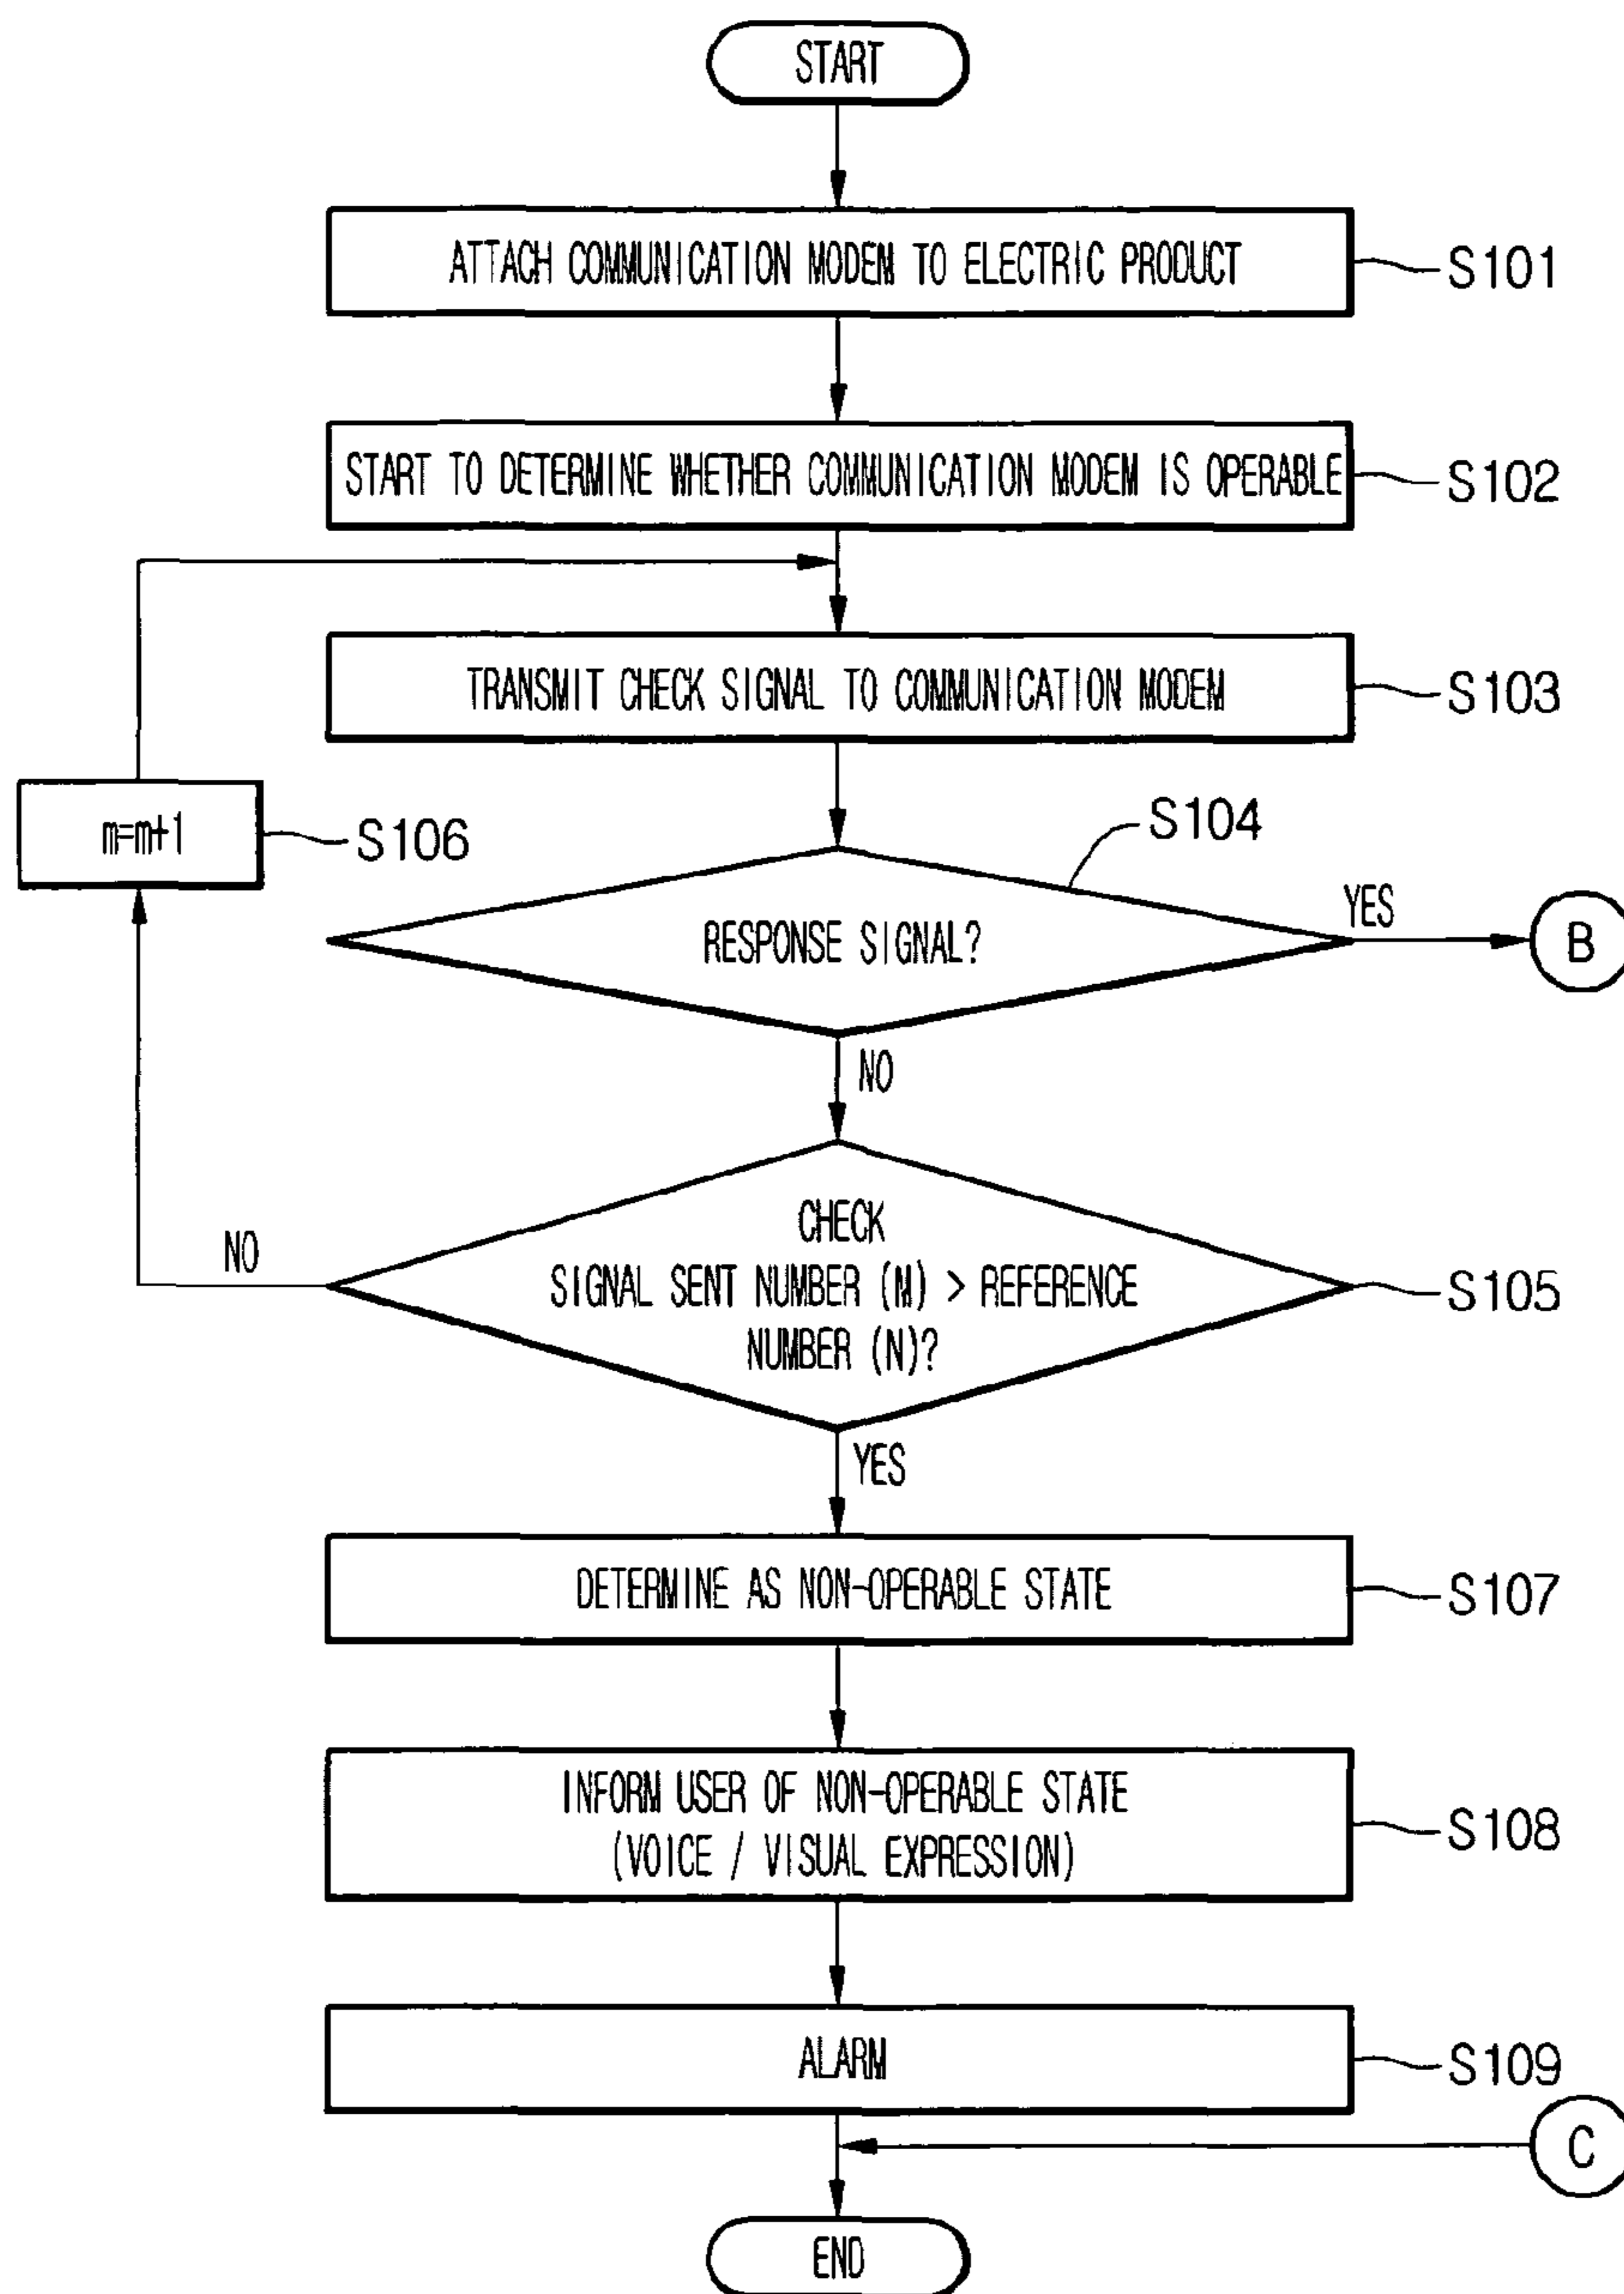 START
ATTACH COMMUNICATION MODEM TO ELECTRIC PRODUCT
S101
START TO DETERMINE WHETHER COMMUNICATION MODEM IS OPERABLE
S102
TRANSMIT CHECK SIGNAL TO COMMUNICATION MODEM
S103
m=m+1
S106
S104
RESPONSE SIGNAL?
YES
B
NO
CHECK
SIGNAL SENT NUMBER (M) > REFERENCE
NUMBER (N)?
NO
S105
YES
DETERMINE AS NON-OPERABLE STATE
S107
INFORM USER OF NON-OPERABLE STATE
(VOICE / VISUAL EXPRESSION)
S108
ALARM
S109
C
END